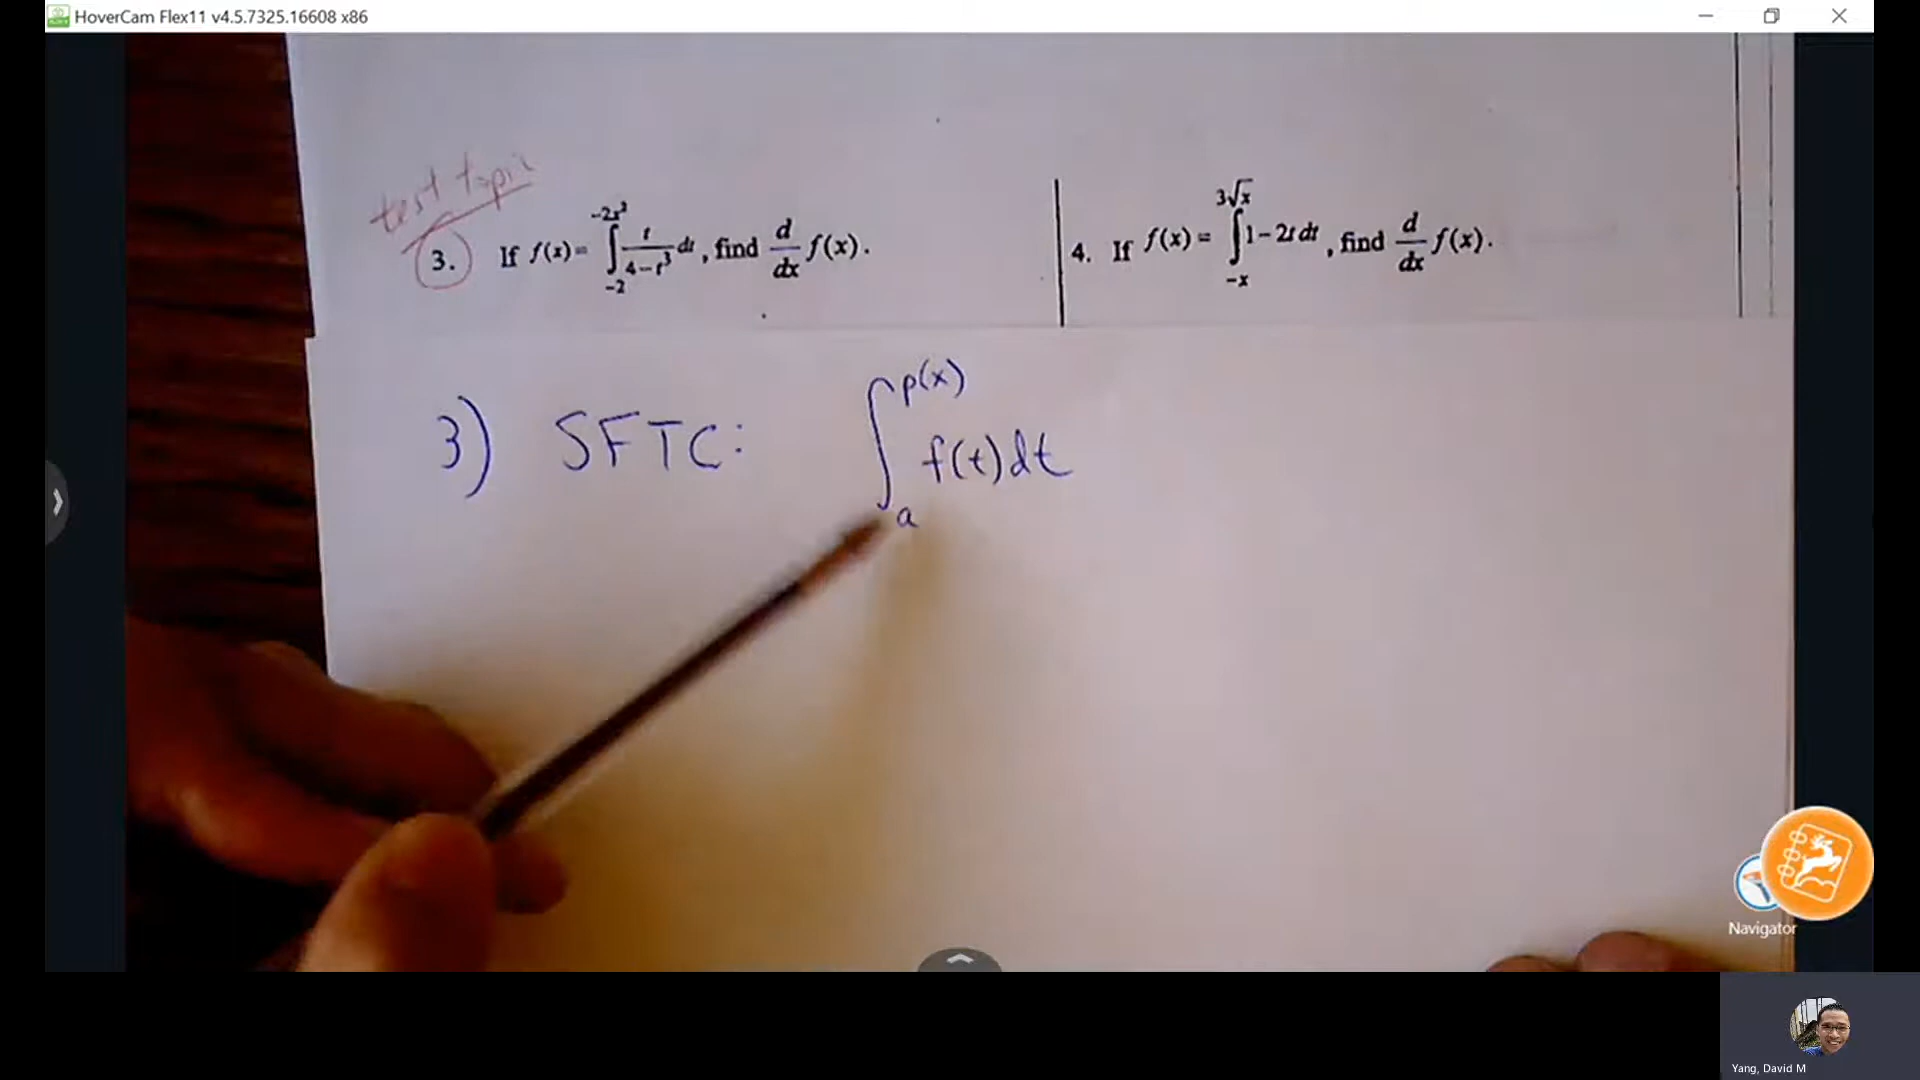 HoverCam Flex11 v4.5.7325.16608 x86
test topic
3. If f(x)= ∫_{-2}^{-2x³} t/(4-t³) dt, find d/dx f(x).
4. If f(x) = ∫_{-x}^{3√x} 1-2t dt, find d/dx f(x).
3) SFTC: ∫_a^{p(x)} f(t)dt
Navigator
Yang, David M